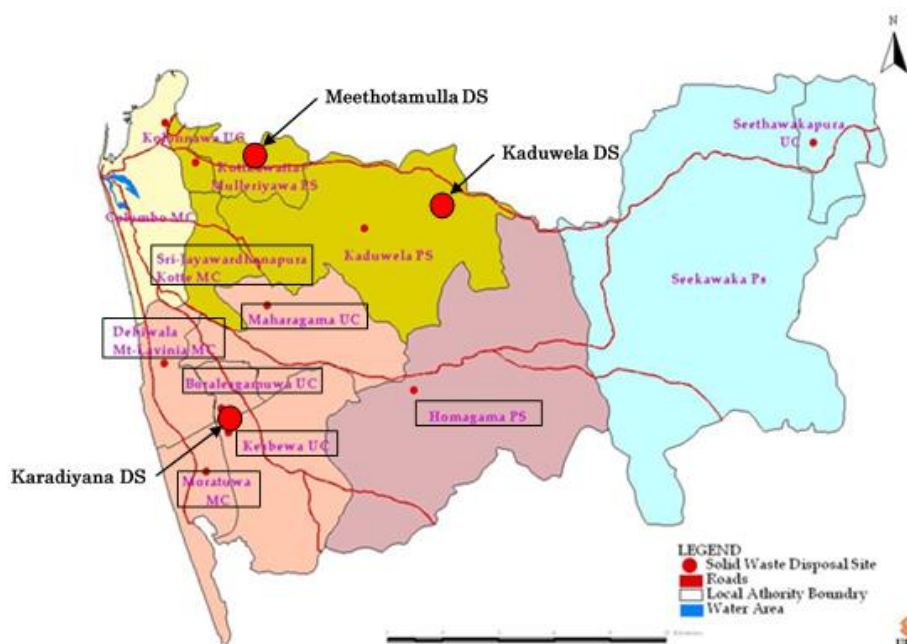 N
Meethotamulla DS
Kaduwela DS
Seethawakapura
UC
Kolonnawa UC
Kotikawatta
Mulleriyawa PS
Colombo MC
Sri-Jayawardhanapura
Kotte MC
Kaduwela PS
Seekawaka Ps
Maharagama UC
Dehiwala
Mt-Lavinia MC
Boralesgamuwa UC
Homagama PS
Kesbewa UC
Karadiyana DS
Moratuwa
MC
LEGEND
Solid Waste Disposal Site
Roads
Local Athority Boundry
Water Area